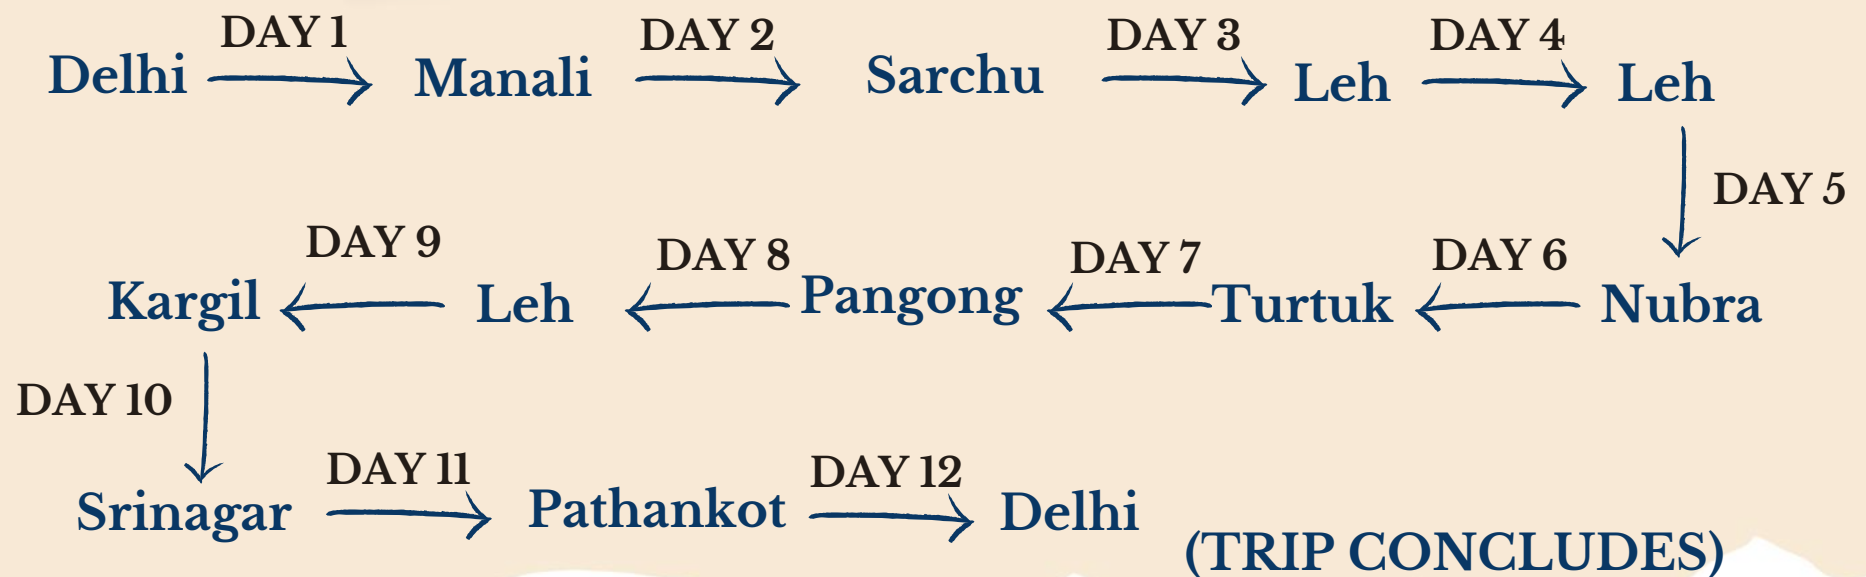 DAY 1 DAY 2 DAY 3 DAY 4
Delhi Manali Sarchu Leh Leh
DAY 5
DAY 9 DAY 8 DAY 7 DAY 6
Kargil Leh Pangong Turtuk Nubra
DAY 10
DAY 11 DAY 12
Srinagar Pathankot Delhi
(TRIP CONCLUDES)